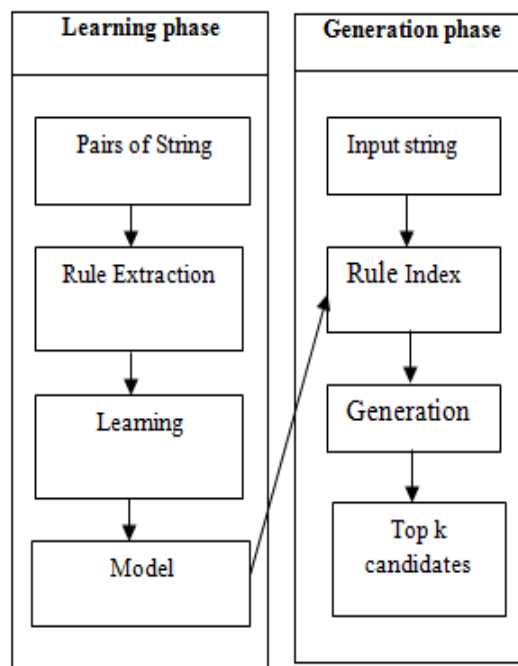 Learning phase
Pairs of String
Rule Extraction
Learning
Model
Generation phase
Input string
Rule Index
Generation
Top k
candidates